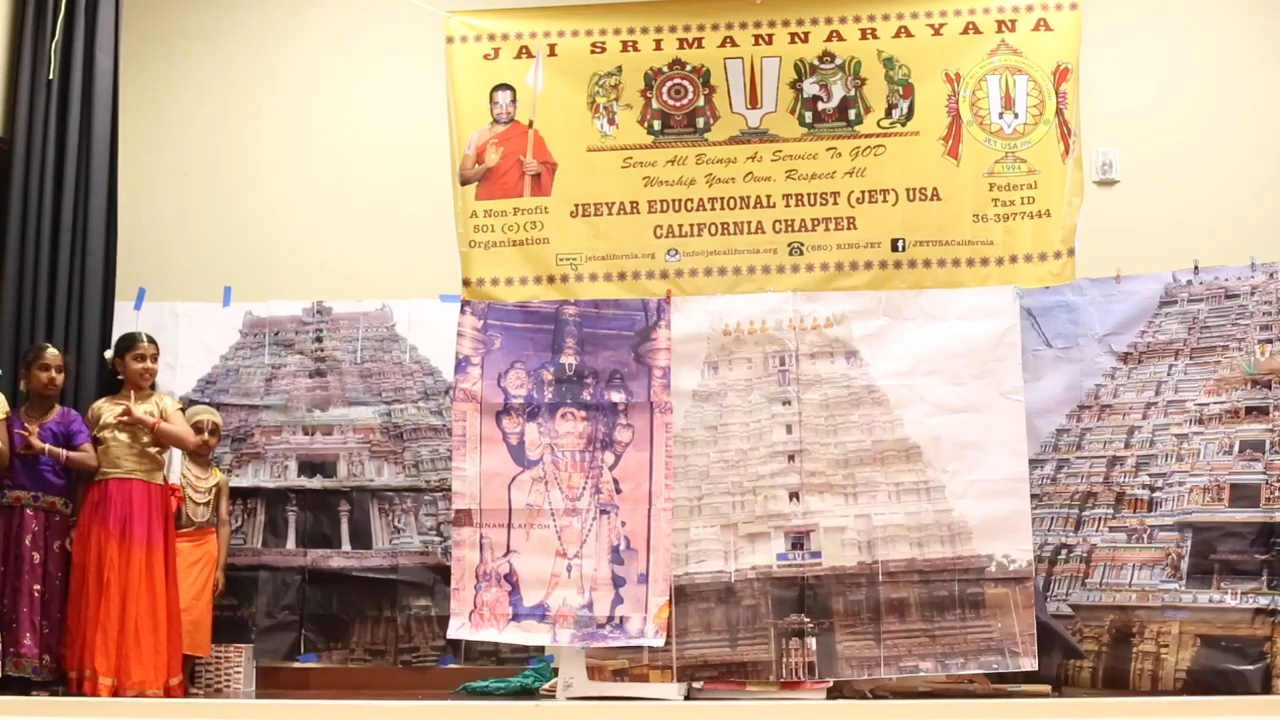 JAI SRIMANNARAYANA
Serve All Beings As Service To GOD
Worship Your Own, Respect All
JEEYAR EDUCATIONAL TRUST (JET) USA
CALIFORNIA CHAPTER
A Non-Profit
501 (c)(3)
Organization
www. jetcalifornia.org info@jetcalifornia.org (650) RING-JET f /JETUSACalifornia
JET USA Inc
1994
Federal
Tax ID
36-3977444
DINAMALAR.COM